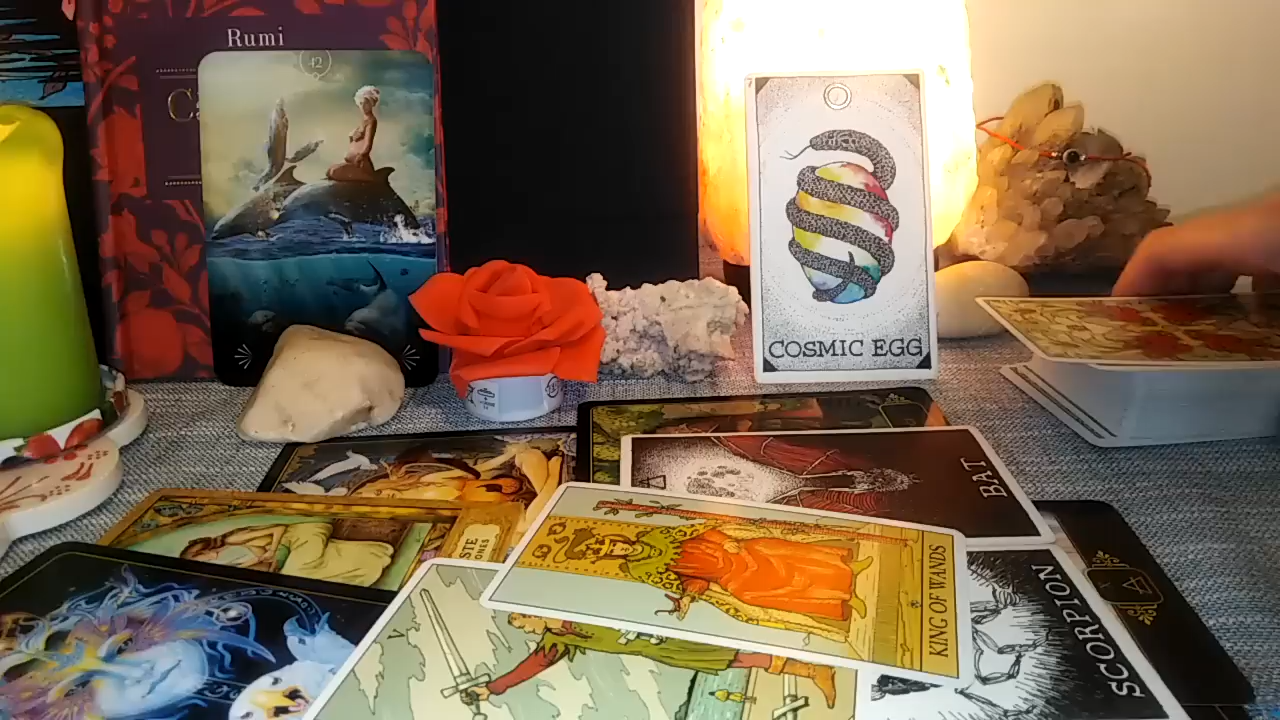 Rumi
42
COSMIC EGG
BAT
KING OF WANDS
SCORPION
V